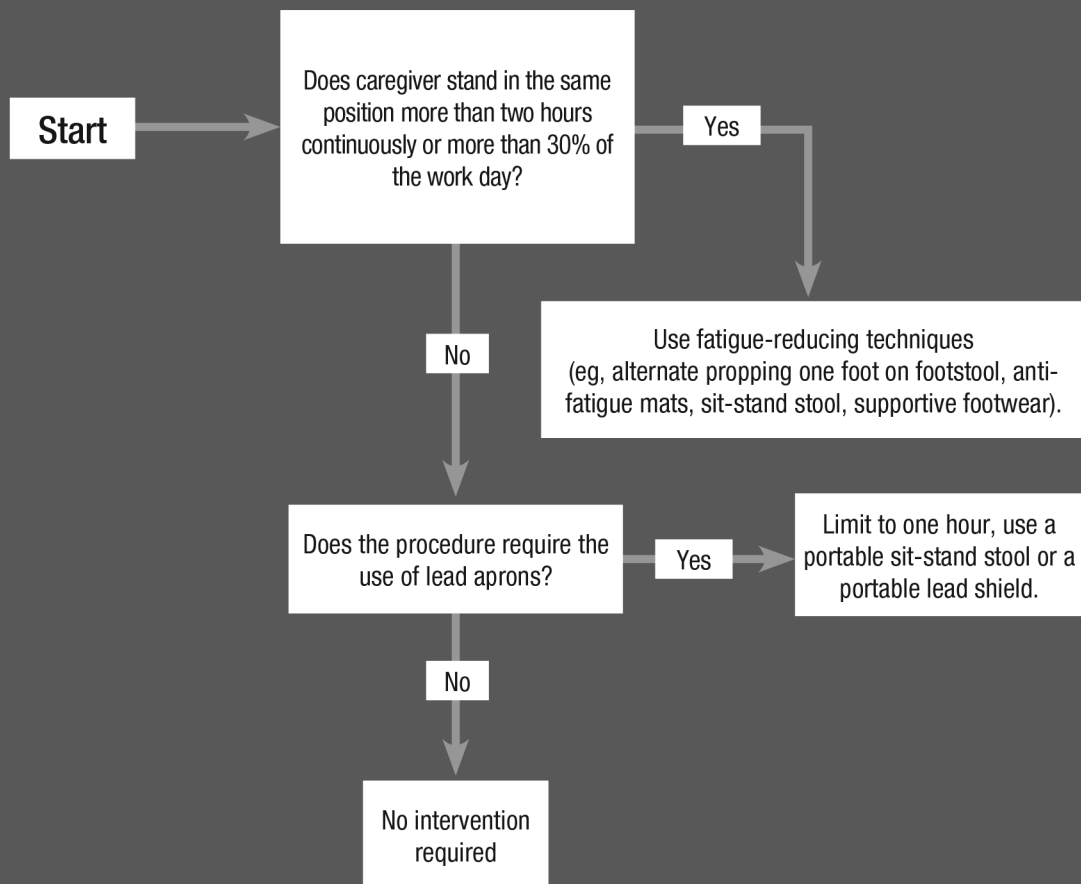 Start
Does caregiver stand in the same
position more than two hours
continuously or more than 30% of
the work day?
Yes
Use fatigue-reducing techniques
(eg, alternate propping one foot on footstool, anti-
fatigue mats, sit-stand stool, supportive footwear).
No
Does the procedure require the
use of lead aprons?
Yes
Limit to one hour, use a
portable sit-stand stool or a
portable lead shield.
No
No intervention
required